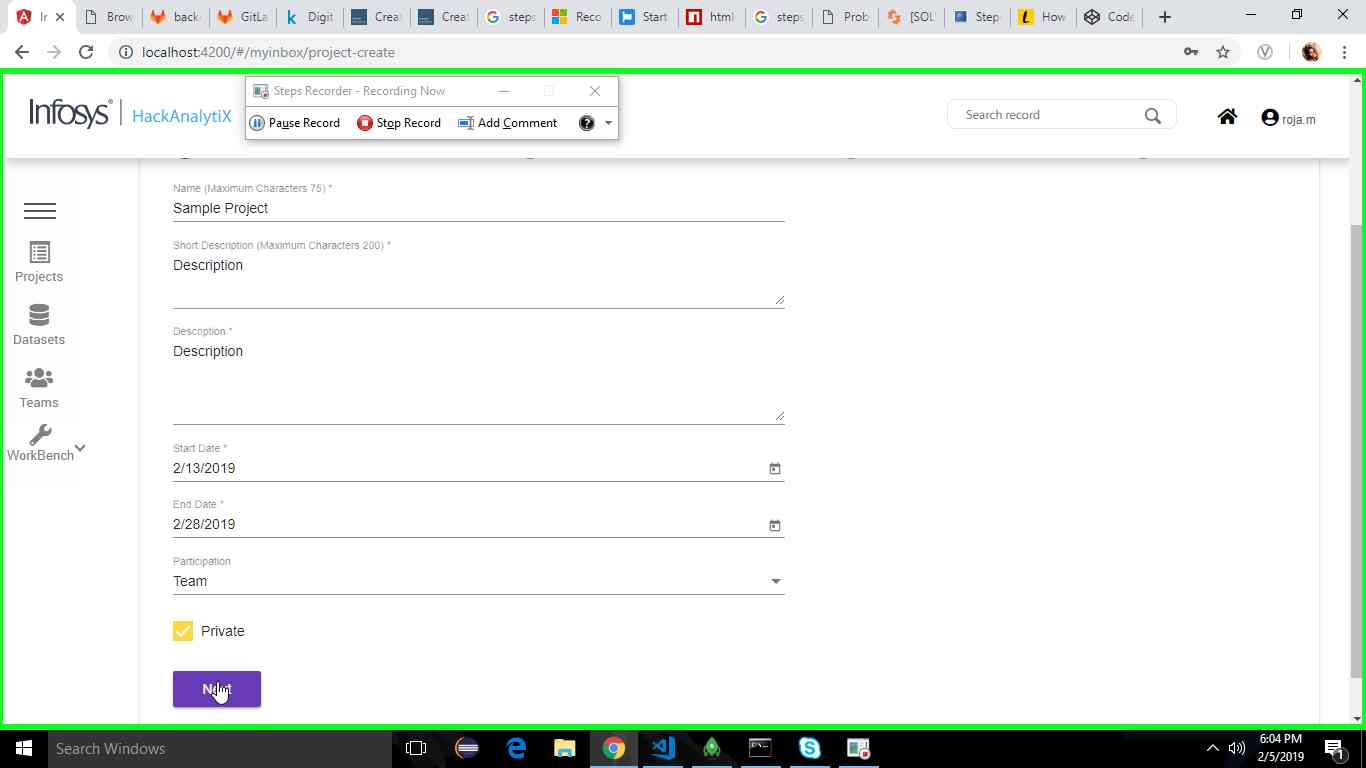 In
Brow
back
GitLa
Digit
Creat
Creat
steps
Reco
Start
html
steps
Prob
[SOL
Step
How
Code
localhost:4200/#/myinbox/project-create
Steps Recorder - Recording Now
Pause Record
Stop Record
Add Comment
Infosys® | HackAnalytiX
Search record
roja.m
Projects
Datasets
Teams
WorkBench
Name (Maximum Characters 75) *
Sample Project
Short Description (Maximum Characters 200) *
Description
Description *
Description
Start Date *
2/13/2019
End Date *
2/28/2019
Participation
Team
Private
Next
Search Windows
6:04 PM
2/5/2019
1